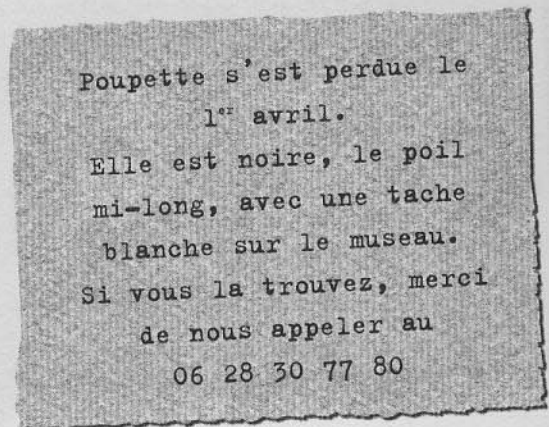 Poupette s'est perdue le
1er avril.
Elle est noire, le poil
mi-long, avec une tache
blanche sur le museau.
Si vous la trouvez, merci
de nous appeler au
06 28 30 77 80